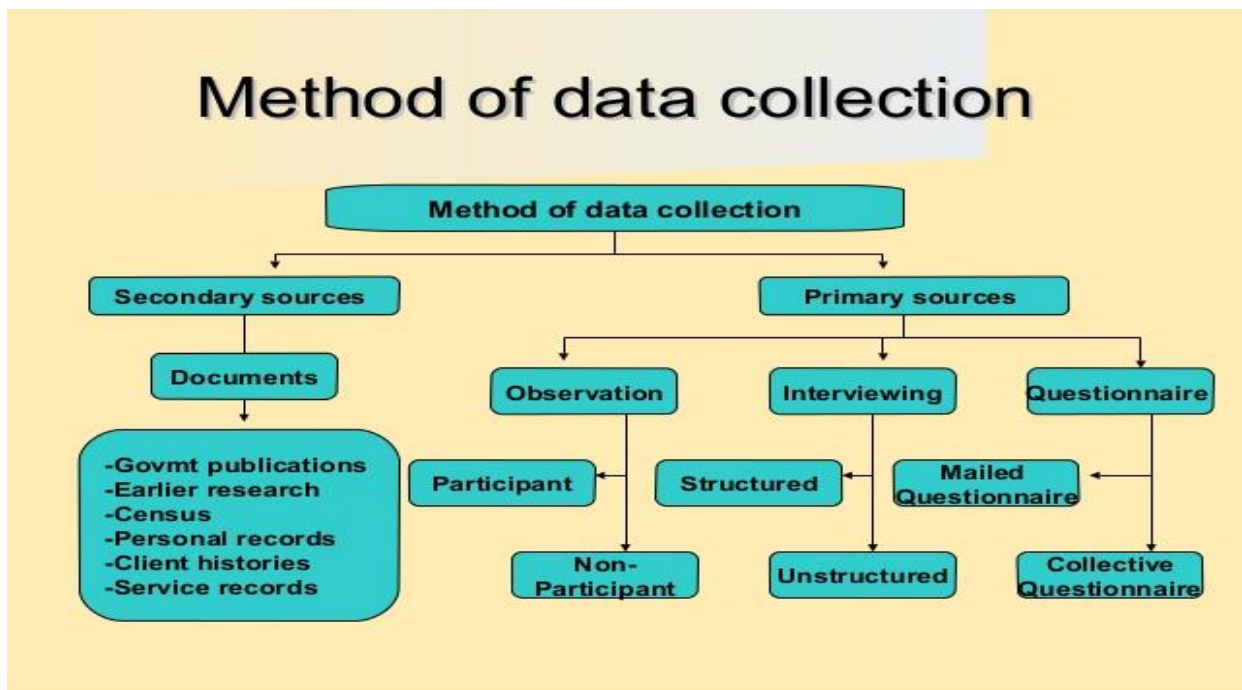 Method of data collection
Method of data collection
Secondary sources
Primary sources
Documents
Observation
Interviewing
Questionnaire
-Govmt publications
-Earlier research
-Census
-Personal records
-Client histories
-Service records
Participant
Structured
Mailed
Questionnaire
Non-
Participant
Unstructured
Collective
Questionnaire